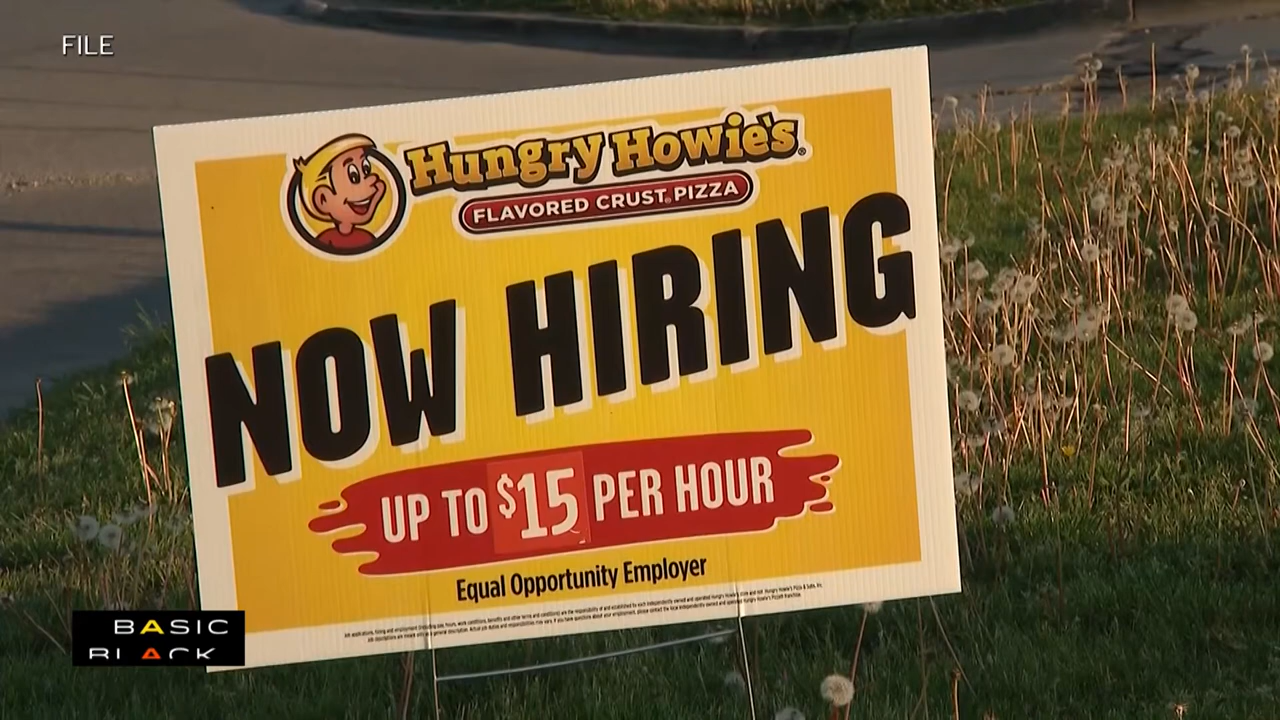 FILE
Hungry Howie's®
FLAVORED CRUST® PIZZA
NOW HIRING
UP TO $15 PER HOUR
Equal Opportunity Employer
BASIC
BLACK